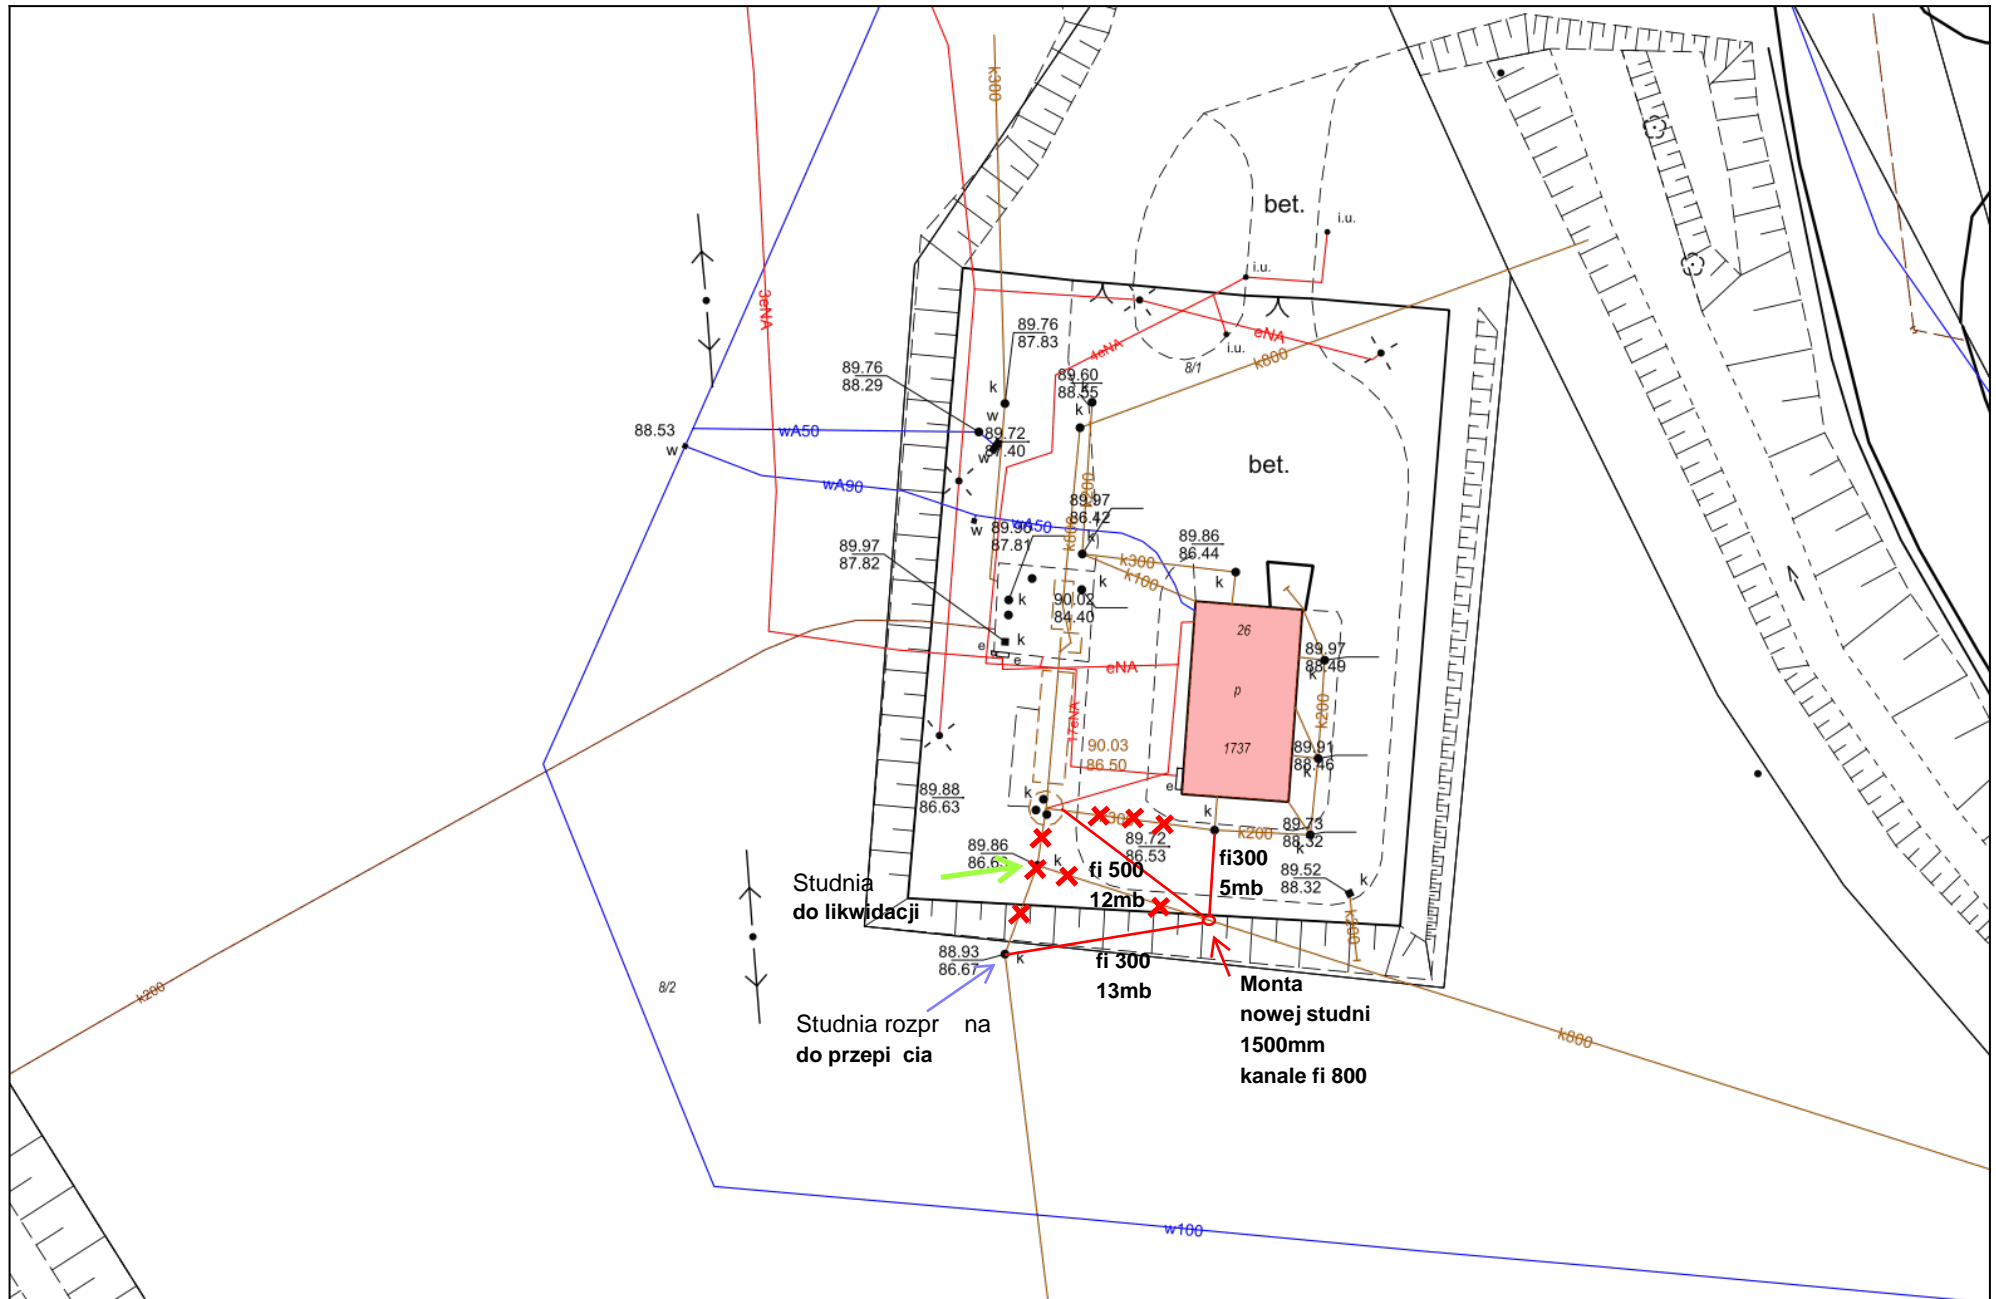 k300
bet.
i.u.
i.u.
3eNA
89.76
87.83
eNA
4eNA
i.u.
k800
89.76
88.29
8/1
89.60
88.55
k
k
k
w
88.53
w
wA50
89.72
87.40
w
bet.
wA90
k200
89.97
86.42
w
89.96
87.81
wA50
k800
k
89.86
86.44
89.97
87.82
k300
k100
k
k
k
90.02
84.40
26
k
e
e
eNA
89.97
88.49
k
p
k200
17eNA
90.03
86.50
1737
89.91
88.46
k
e
89.88
86.63
k
k
k200
89.73
88.32
k
89.72
86.53
89.86
k
fi 500
12mb
fi300
5mb
89.52
88.32
k
Studnia
do likwidacji
k200
88.93
86.67
k
fi 300
13mb
8/2
k200
Monta
nowej studni
1500mm
kanale fi 800
Studnia rozpr na
do przepi cia
k800
w100